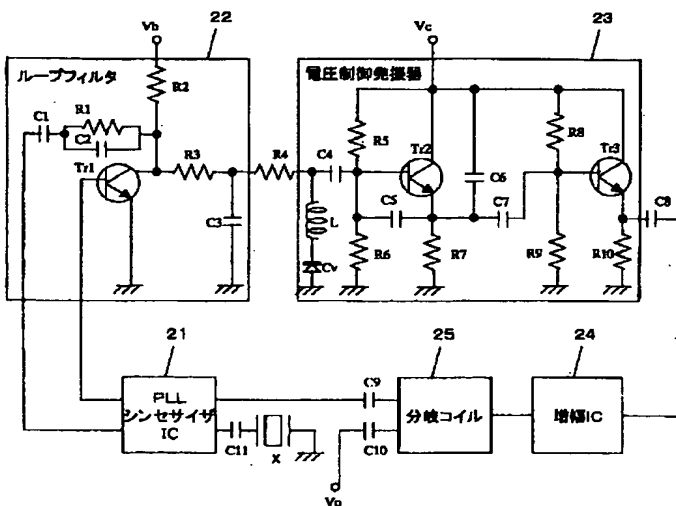 Vb
22
Vc
23
ループフィルタ
電圧制御発振器
R2
C1
R1
C2
R5
R8
C4
Tr2
Tr3
Tr1
R3
R4
C6
C8
C5
C7
C3
L
Cv
R6
R7
R9
R10
21
25
24
C9
PLL
シンセサイザ
IC
分岐コイル
増幅IC
C11
X
C10